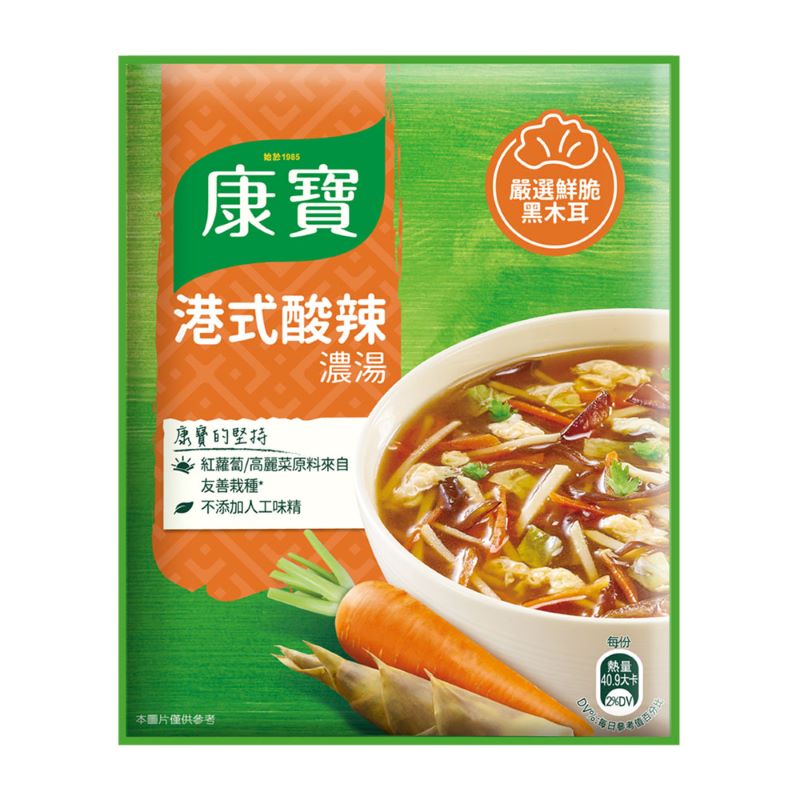 始於1985
康寶
港式酸辣
濃湯
嚴選鮮脆
黑木耳
康寶的堅持
紅蘿蔔/高麗菜原料來自
友善栽種*
不添加人工味精
每份
熱量
40.9大卡
2%DV
DV%:每日參考值百分比
本圖片僅供參考